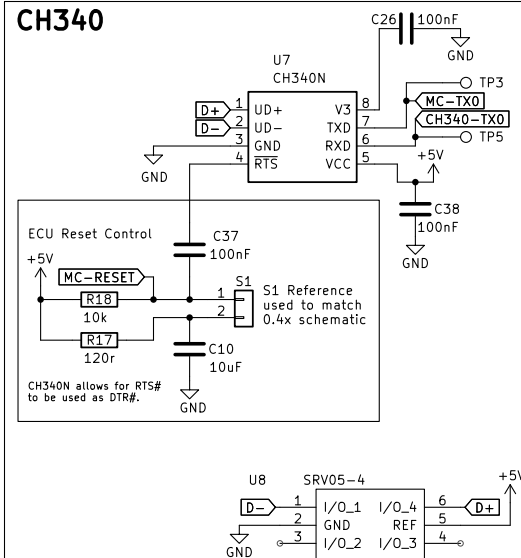 CH340
C26 100nF
GND
U7
CH340N
D+ 1 UD+ V3 8 TP3
MC-TX0
D- 2 UD- TXD 7
CH340-TX0
3 GND RXD 6 TP5
4 RTS VCC 5 +5V
GND
C38
100nF
GND
ECU Reset Control
C37
100nF
+5V
MC-RESET
S1
R18 1
10k
2
R17
120r
S1 Reference
used to match
0.4x schematic
C10
10uF
GND
CH340N allows for RTS#
to be used as DTR#.
U8 SRV05-4 +5V
D- 1 I/O_1 I/O_4 6 D+
2 GND REF 5
GND
3 I/O_2 I/O_3 4